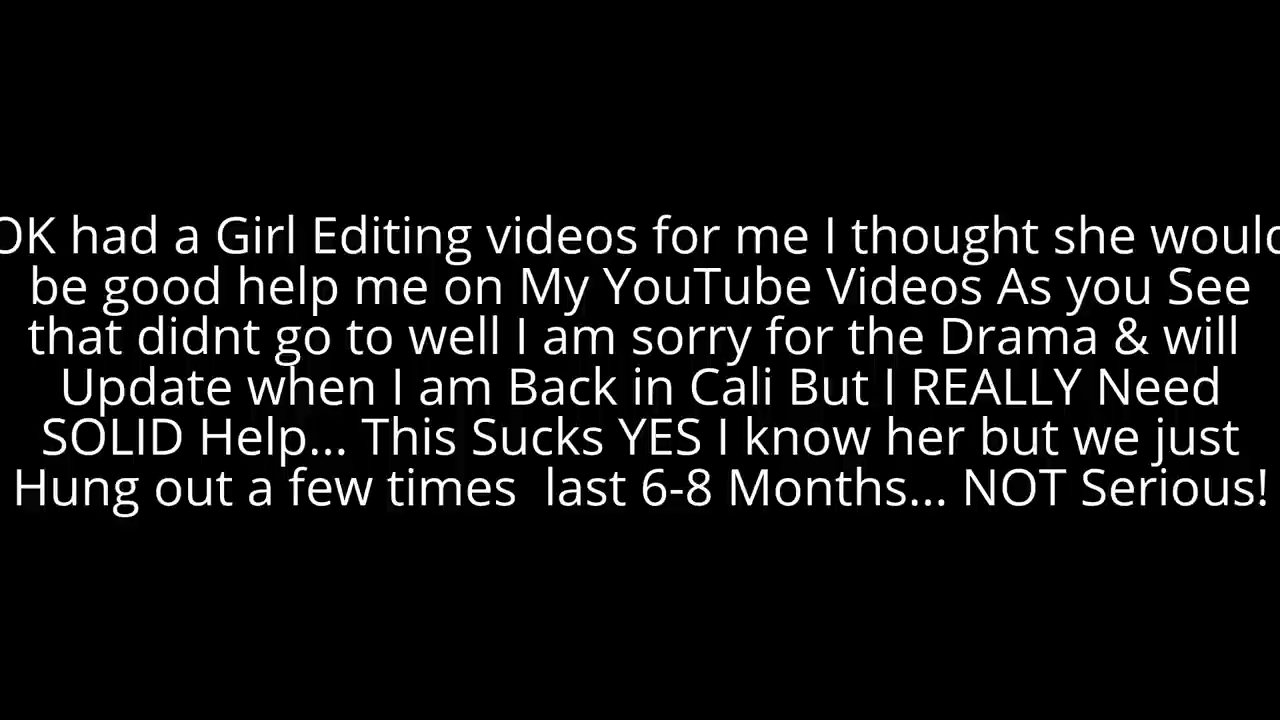 OK had a Girl Editing videos for me I thought she would
be good help me on My YouTube Videos As you See
that didnt go to well I am sorry for the Drama & will
Update when I am Back in Cali But I REALLY Need
SOLID Help... This Sucks YES I know her but we just
Hung out a few times  last 6-8 Months... NOT Serious!